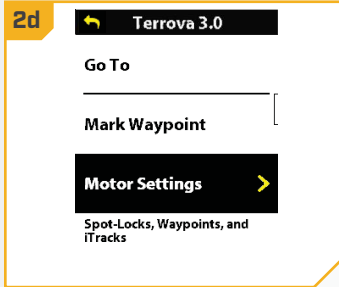 2d
Terrova 3.0
Go To
Mark Waypoint
Motor Settings
Spot-Locks, Waypoints, and
iTracks